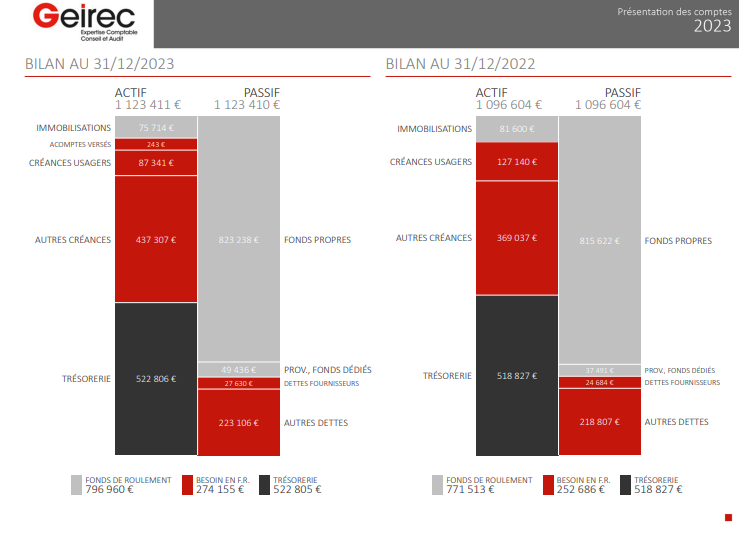 Geirec
Expertise Comptable
Conseil et Audit
Présentation des comptes
2023
BILAN AU 31/12/2023
ACTIF
1 123 411 €
PASSIF
1 123 410 €
IMMOBILISATIONS
75 714 €
ACOMPTES VERSÉS
243 €
CRÉANCES USAGERS
87 341 €
AUTRES CRÉANCES
437 307 €
823 238 €
FONDS PROPRES
TRÉSORERIE
522 806 €
49 436 €
PROV., FONDS DÉDIÉS
27 630 €
DETTES FOURNISSEURS
223 106 €
AUTRES DETTES
FONDS DE ROULEMENT
796 960 €
BESOIN EN F.R.
274 155 €
TRÉSORERIE
522 805 €
BILAN AU 31/12/2022
ACTIF
1 096 604 €
PASSIF
1 096 604 €
IMMOBILISATIONS
81 600 €
CRÉANCES USAGERS
127 140 €
AUTRES CRÉANCES
369 037 €
815 622 €
FONDS PROPRES
TRÉSORERIE
518 827 €
37 491 €
PROV., FONDS DÉDIÉS
24 684 €
DETTES FOURNISSEURS
218 807 €
AUTRES DETTES
FONDS DE ROULEMENT
771 513 €
BESOIN EN F.R.
252 686 €
TRÉSORERIE
518 827 €